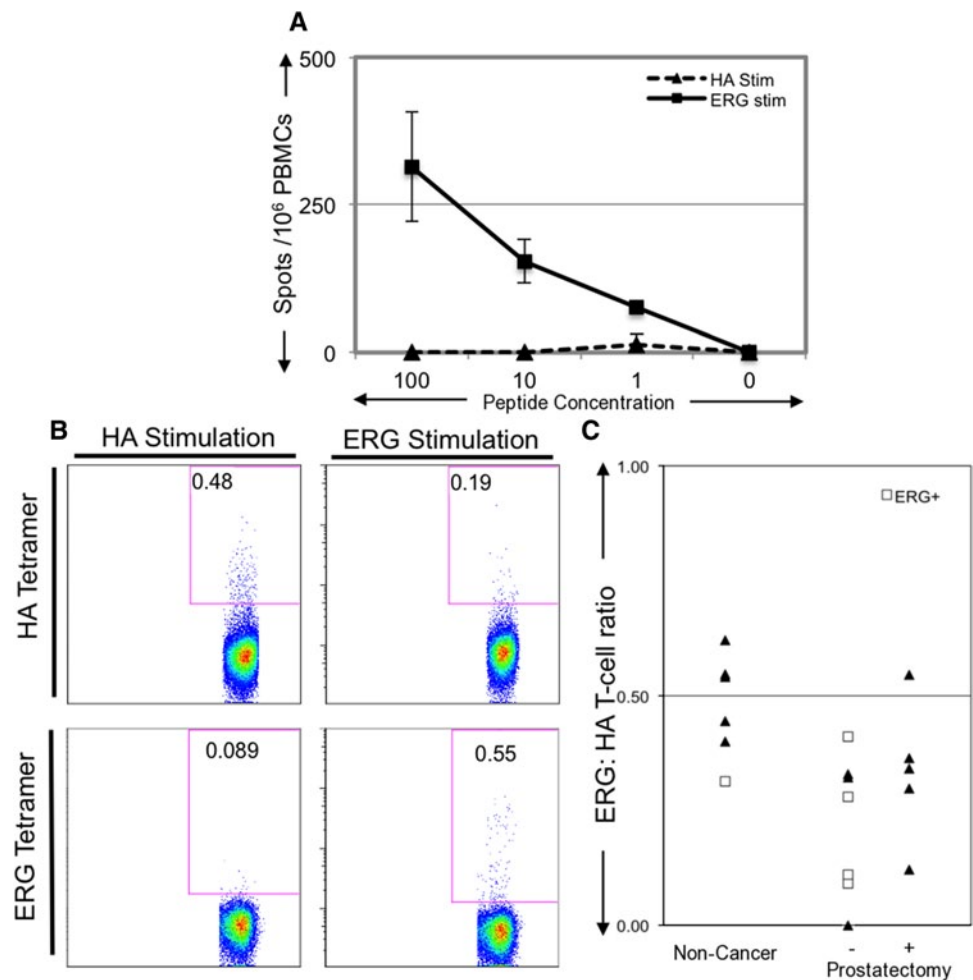 A
500
250
0
Spots /10⁶ PBMCs
HA Stim
ERG stim
100 10 1 0
Peptide Concentration
B
HA Stimulation ERG Stimulation
HA Tetramer
0.48 0.19
ERG Tetramer
0.089 0.55
C
1.00
0.50
0.00
ERG: HA T-cell ratio
ERG+
Non-Cancer - +
Prostatectomy